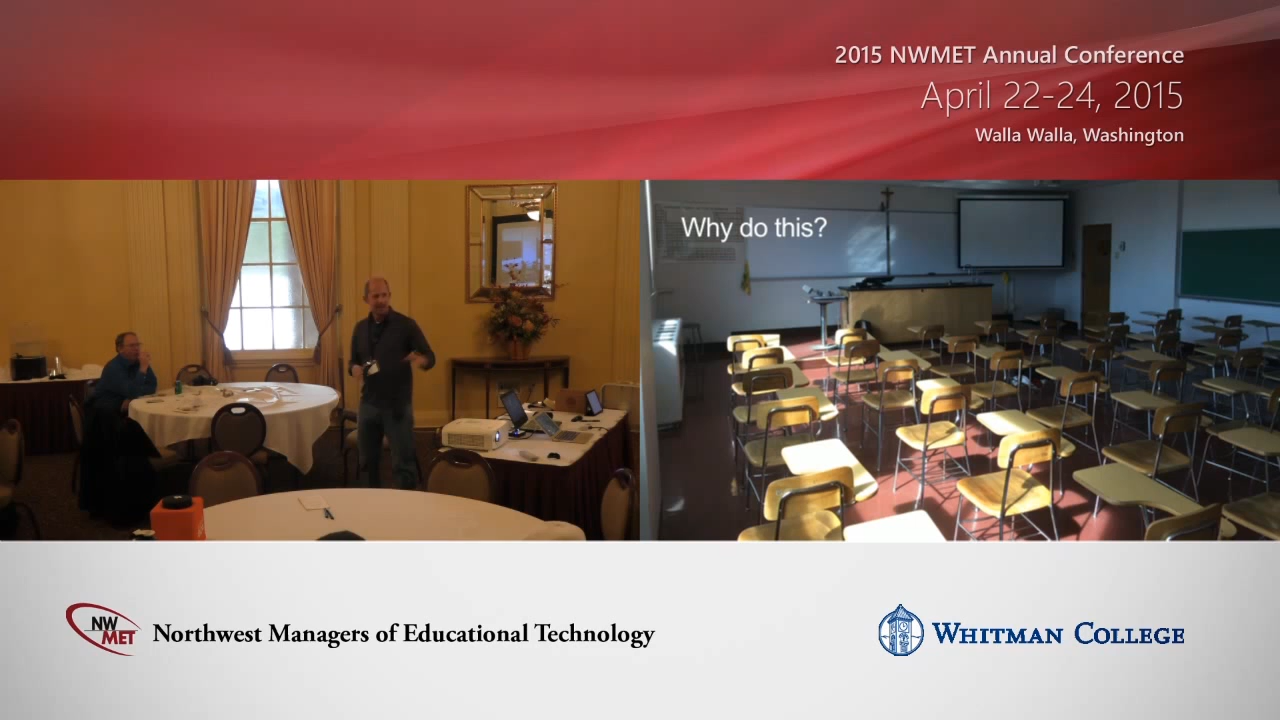 2015 NWMET Annual Conference
April 22-24, 2015
Walla Walla, Washington
Why do this?
NW
MET
Northwest Managers of Educational Technology
WHITMAN COLLEGE